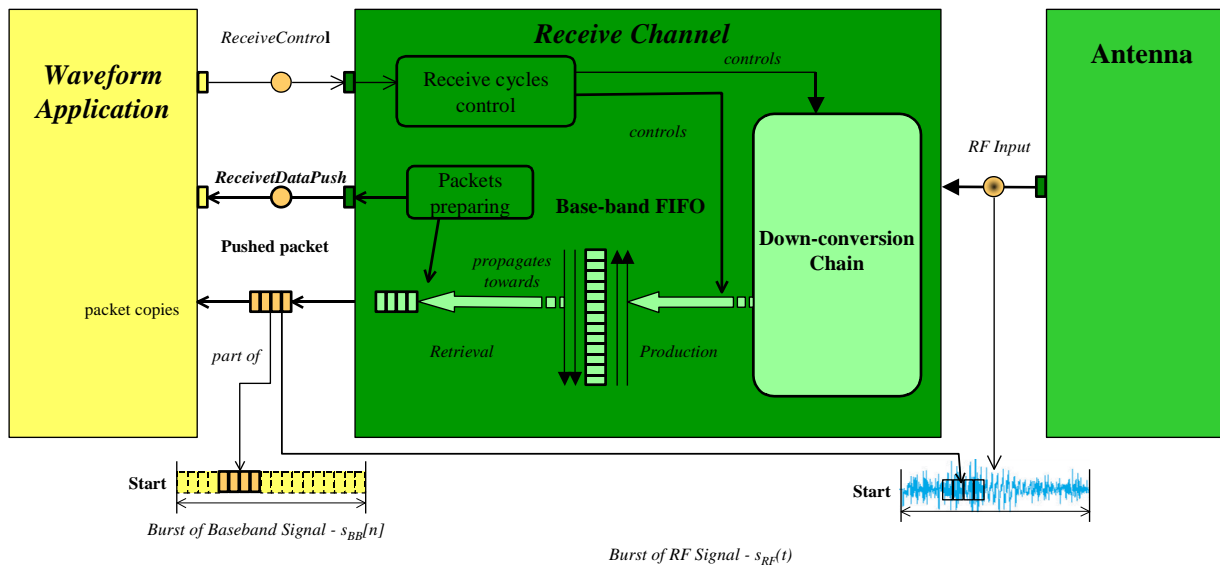 ReceiveControl
Receive Channel
Waveform
Application
Antenna
Receive cycles
control
controls
controls
RF Input
ReceivetDataPush
Packets
preparing
Base-band FIFO
Down-conversion
Chain
Pushed packet
propagates
towards
packet copies
part of
Retrieval
Production
Start
Start
Burst of Baseband Signal - sBB[n]
Burst of RF Signal - sRF(t)